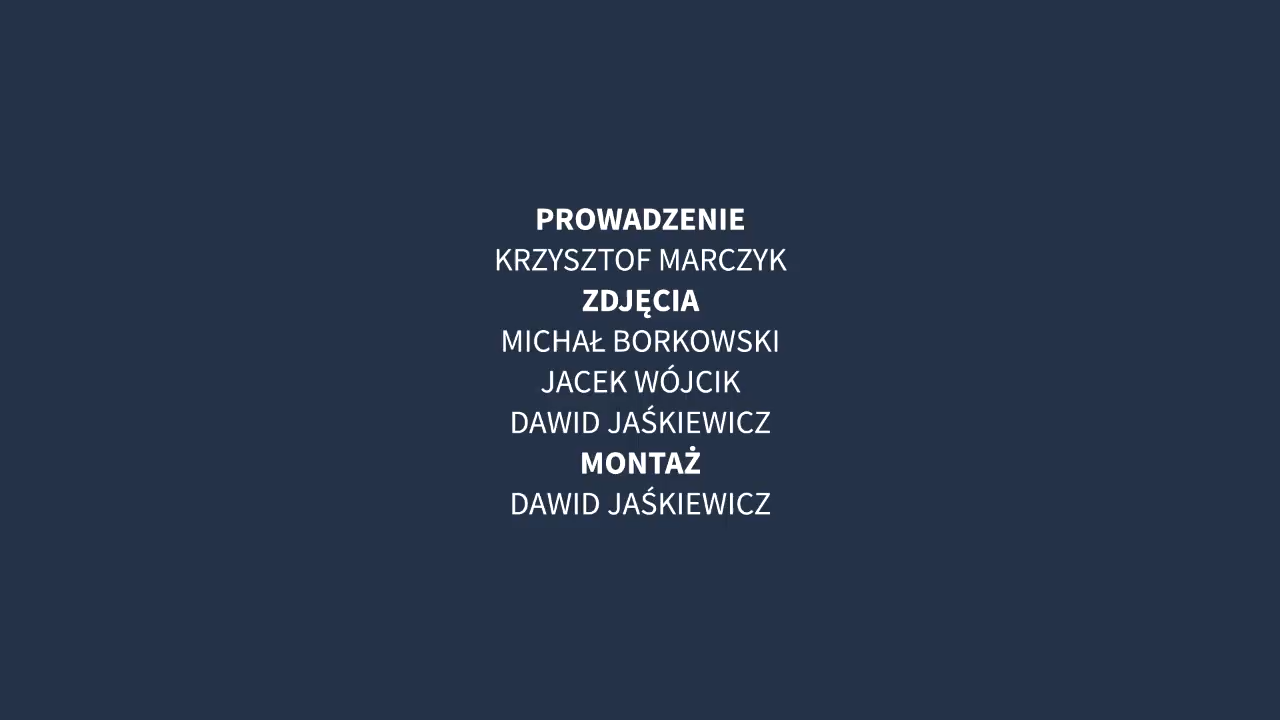 PROWADZENIE
KRZYSZTOF MARCZYK
ZDJĘCIA
MICHAŁ BORKOWSKI
JACEK WÓJCIK
DAWID JAŚKIEWICZ
MONTAŻ
DAWID JAŚKIEWICZ